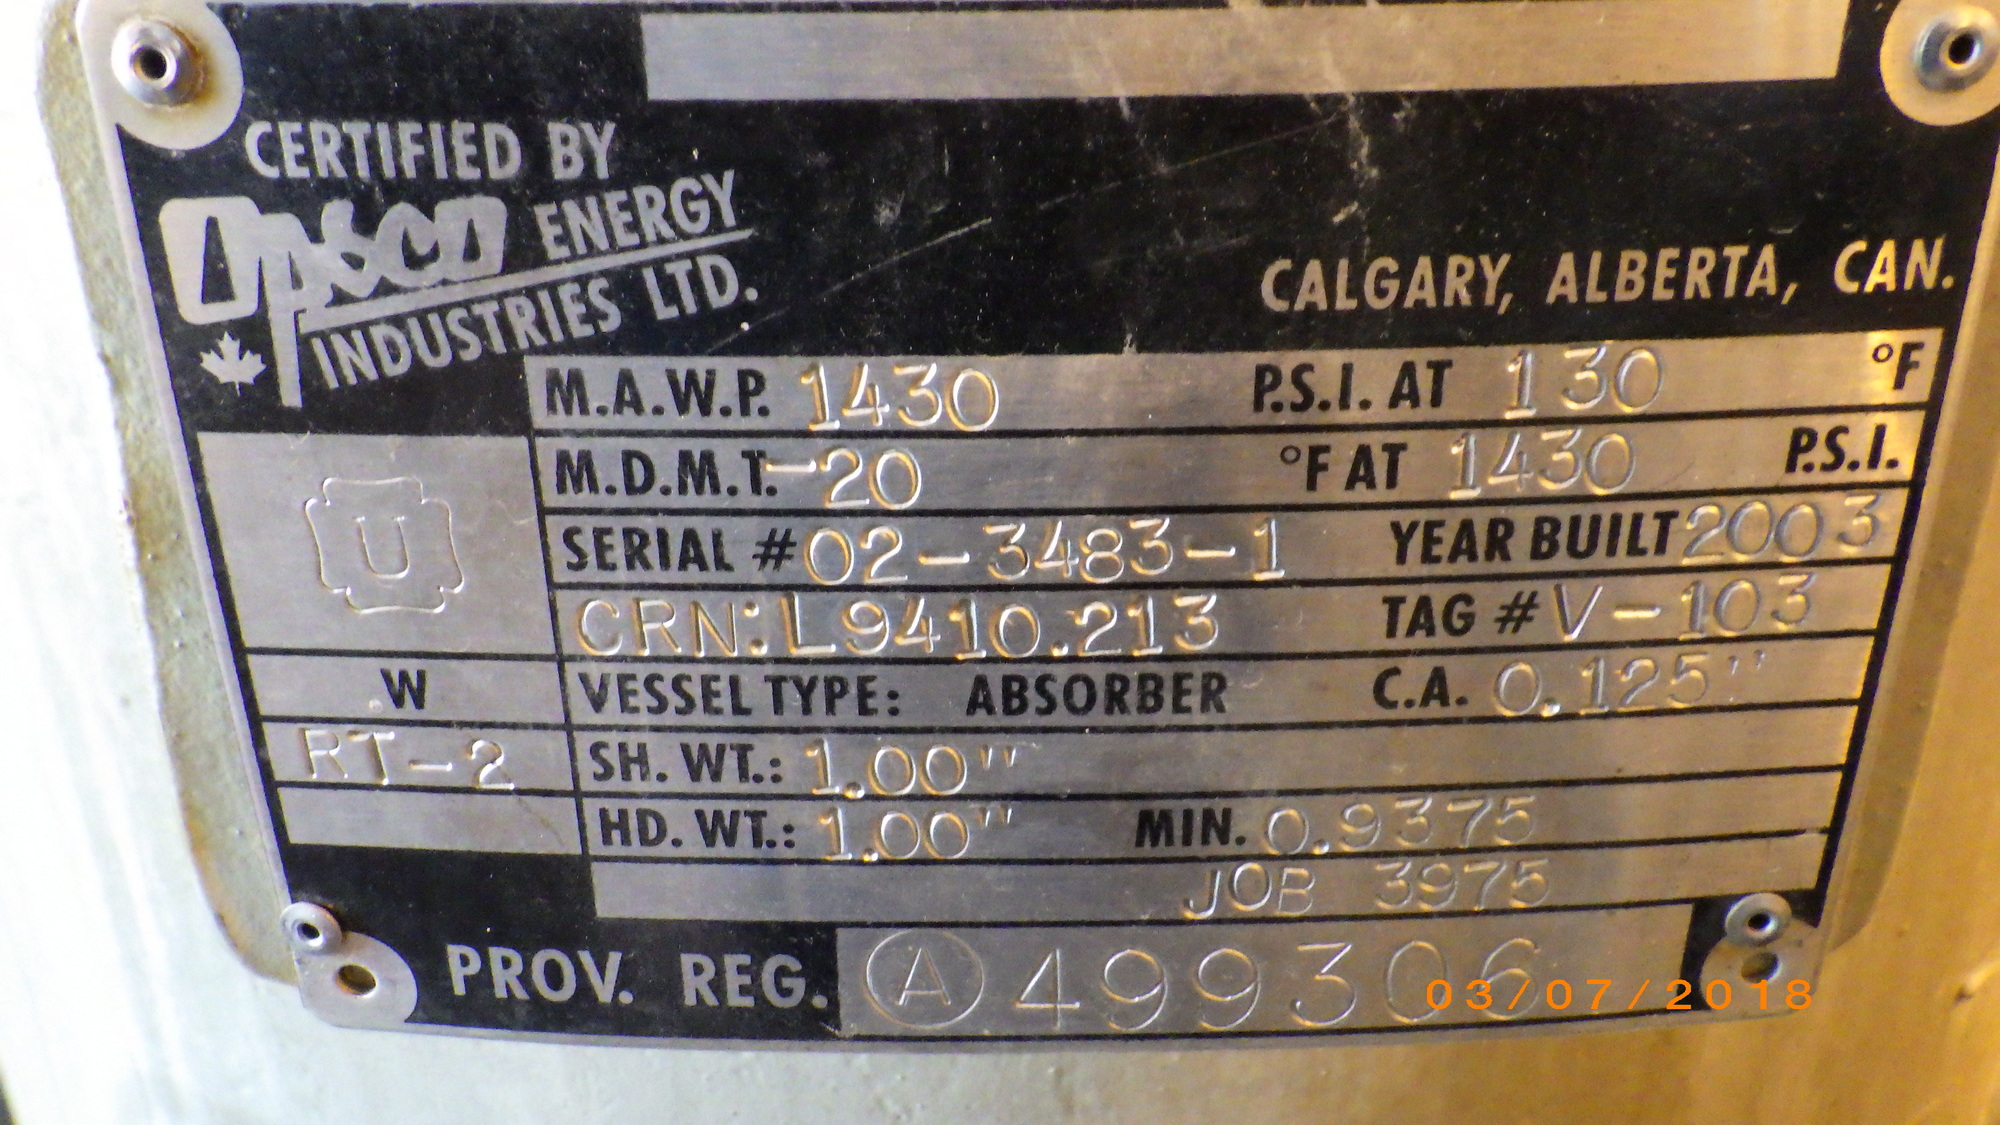 CERTIFIED BY
Opsco ENERGY
INDUSTRIES LTD.
CALGARY, ALBERTA, CAN.
M.A.W.P. 1430 P.S.I. AT 130 °F
M.D.M.T. -20 °F AT 1430 P.S.I.
U
SERIAL # 02-3483-1 YEAR BUILT 2003
CRN: L9410.213 TAG # V-103
W VESSEL TYPE: ABSORBER C.A. 0.125"
RT-2 SH. WT.: 1.00"
HD. WT.: 1.00" MIN. 0.9375
JOB 3975
PROV. REG. A 499306
03/07/2018